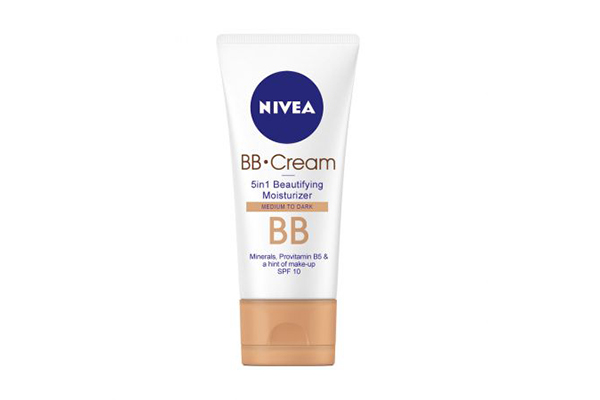 NIVEA
BB•Cream
5in1 Beautifying
Moisturizer
MEDIUM TO DARK
BB
Minerals, Provitamin B5 &
a hint of make-up
SPF 10